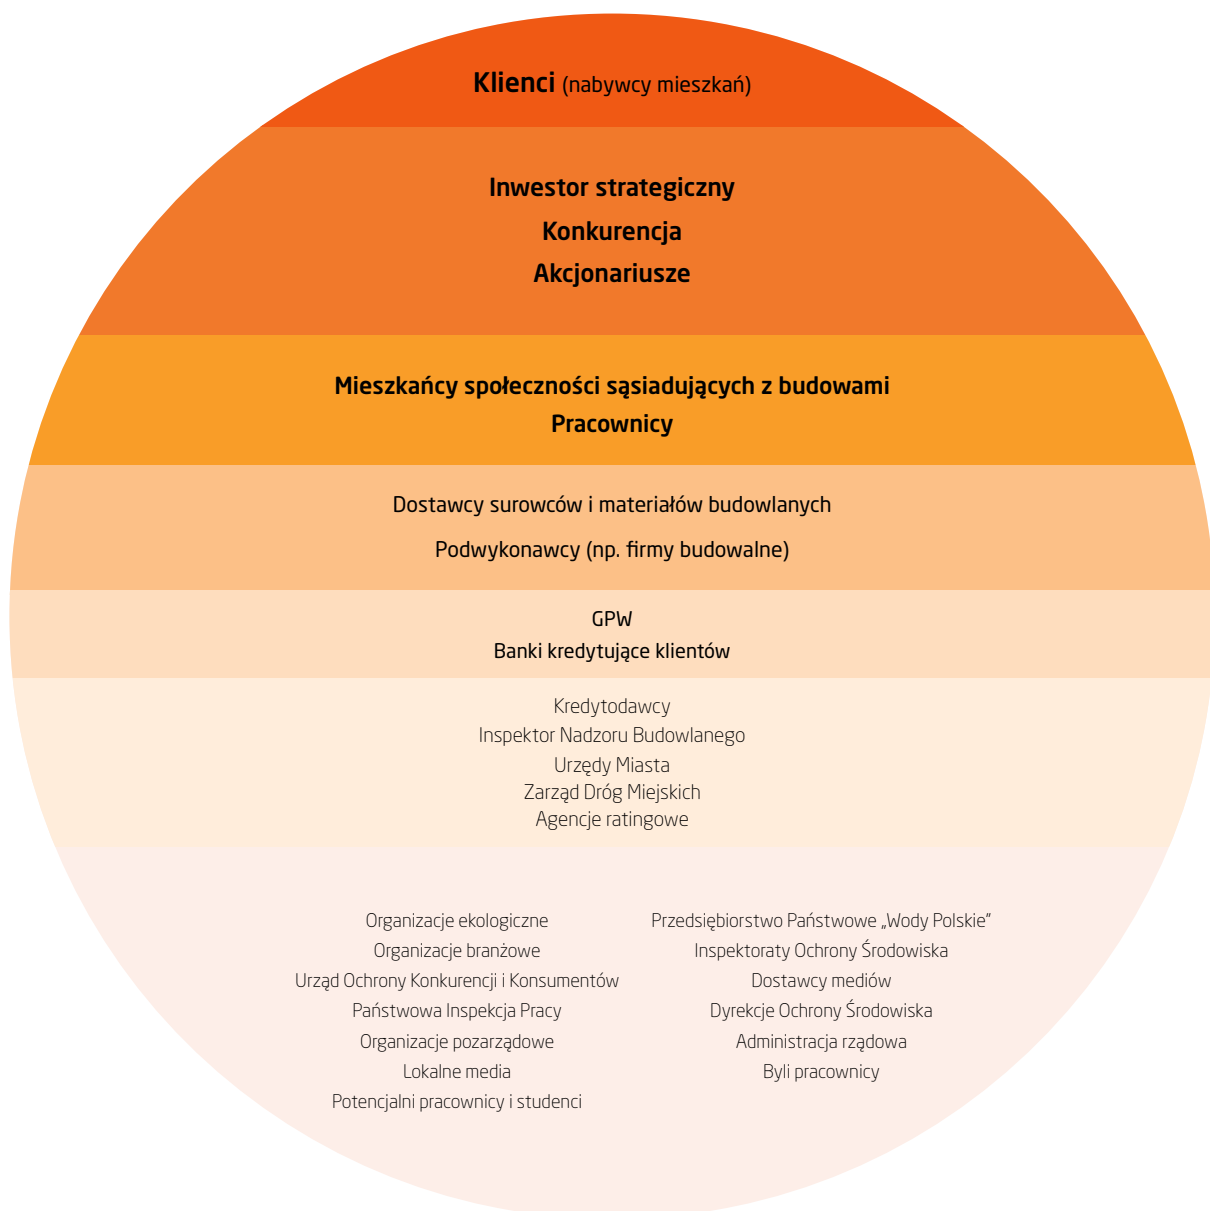 Klienci (nabywcy mieszkań)
Inwestor strategiczny
Konkurencja
Akcjonariusze
Mieszkańcy społeczności sąsiadujących z budowami
Pracownicy
Dostawcy surowców i materiałów budowlanych
Podwykonawcy (np. firmy budowalne)
GPW
Banki kredytujące klientów
Kredytodawcy
Inspektor Nadzoru Budowlanego
Urzędy Miasta
Zarząd Dróg Miejskich
Agencje ratingowe
Organizacje ekologiczne
Organizacje branżowe
Urząd Ochrony Konkurencji i Konsumentów
Państwowa Inspekcja Pracy
Organizacje pozarządowe
Lokalne media
Potencjalni pracownicy i studenci
Przedsiębiorstwo Państwowe „Wody Polskie”
Inspektoraty Ochrony Środowiska
Dostawcy mediów
Dyrekcje Ochrony Środowiska
Administracja rządowa
Byli pracownicy